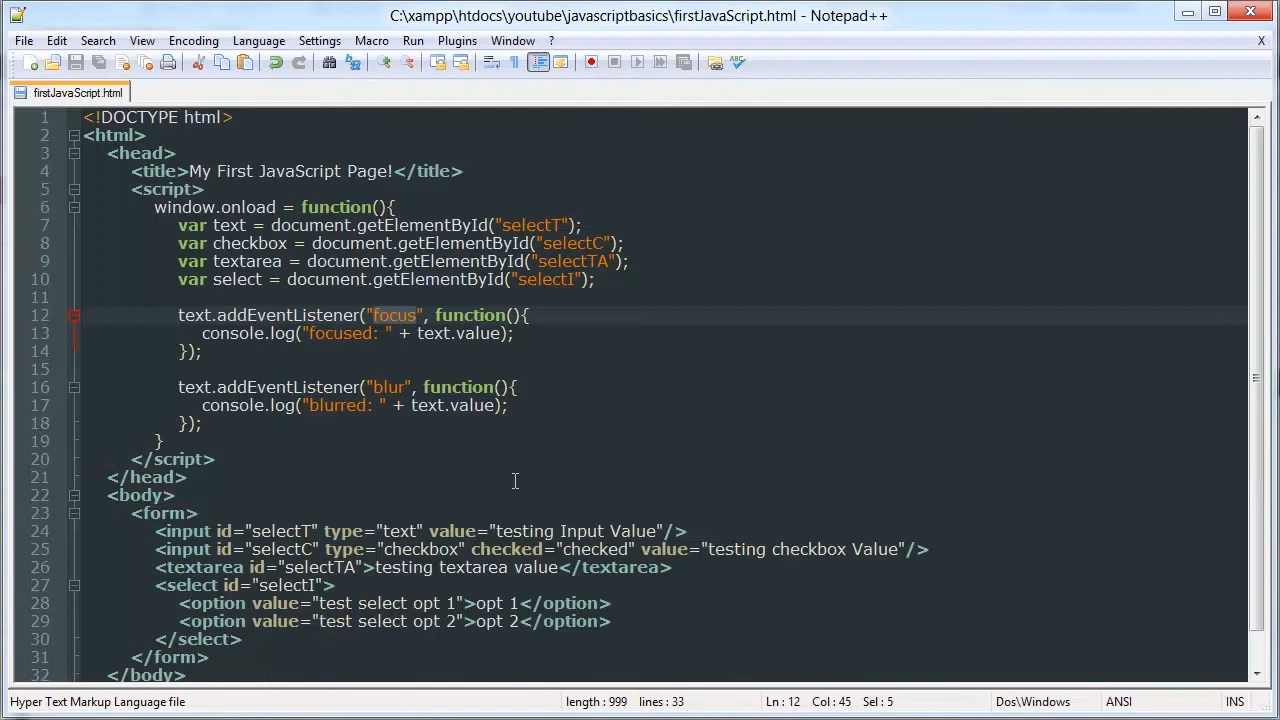 C:\xampp\htdocs\youtube\javascriptbasics\firstJavaScript.html - Notepad++
File Edit Search View Encoding Language Settings Macro Run Plugins Window ? X
firstJavaScript.html
1 <!DOCTYPE html>
2 <html>
3 <head>
4 <title>My First JavaScript Page!</title>
5 <script>
6 window.onload = function(){
7 var text = document.getElementById("selectT");
8 var checkbox = document.getElementById("selectC");
9 var textarea = document.getElementById("selectTA");
10 var select = document.getElementById("selectI");
11
12 text.addEventListener("focus", function(){
13 console.log("focused: " + text.value);
14 });
15
16 text.addEventListener("blur", function(){
17 console.log("blurred: " + text.value);
18 });
19 }
20 </script>
21 </head>
22 <body>
23 <form>
24 <input id="selectT" type="text" value="testing Input Value"/>
25 <input id="selectC" type="checkbox" checked="checked" value="testing checkbox Value"/>
26 <textarea id="selectTA">testing textarea value</textarea>
27 <select id="selectI">
28 <option value="test select opt 1">opt 1</option>
29 <option value="test select opt 2">opt 2</option>
30 </select>
31 </form>
32 </body>
Hyper Text Markup Language file length : 999 lines : 33 Ln : 12 Col : 45 Sel : 5 Dos\Windows ANSI INS